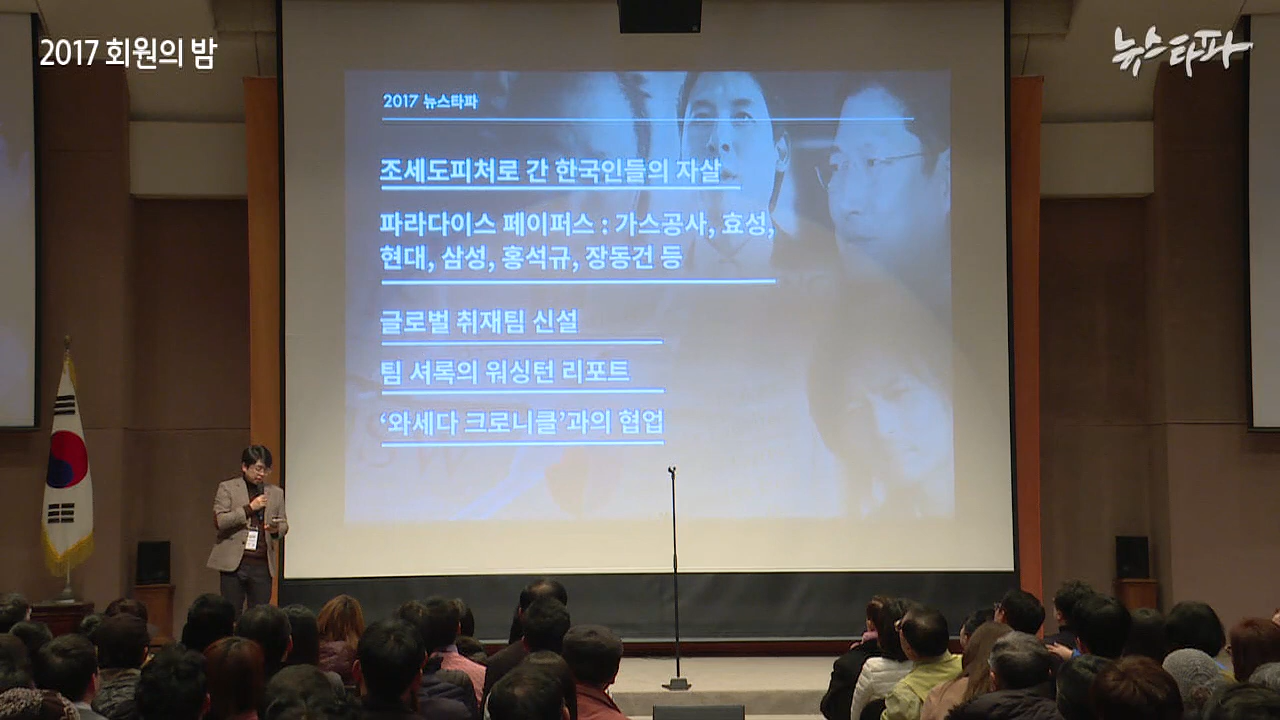 2017 회원의 밤
뉴스타파
2017 뉴스타파
조세도피처로 간 한국인들의 자살
파라다이스 페이퍼스 : 가스공사, 효성,
현대, 삼성, 홍석규, 장동건 등
글로벌 취재팀 신설
팀 셔록의 워싱턴 리포트
‘와세다 크로니클’과의 협업